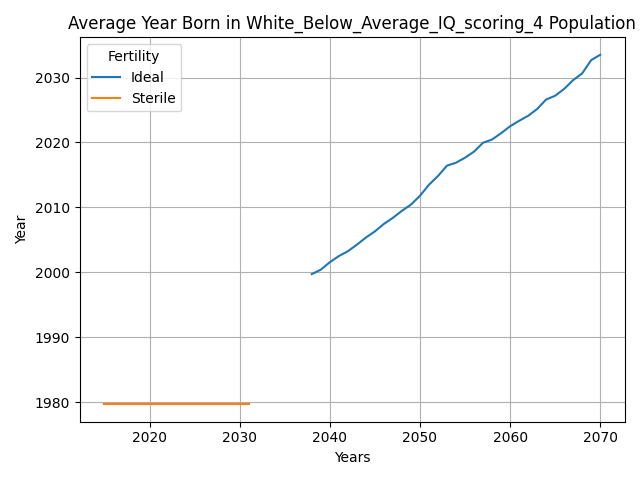 Average Year Born in White_Below_Average_IQ_scoring_4 Population
Fertility
Ideal
Sterile
2030
2020
2010
2000
1990
1980
Year
2020 2030 2040 2050 2060 2070
Years